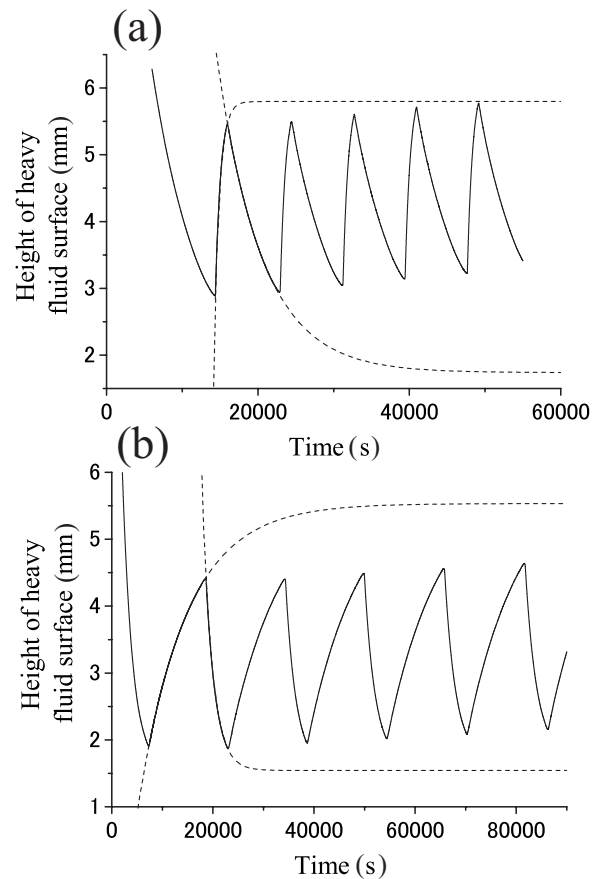 (a)
Height of heavy
fluid surface (mm)
6
5
4
3
2
0
20000
40000
60000
Time (s)
(b)
Height of heavy
fluid surface (mm)
6
5
4
3
2
1
0
20000
40000
60000
80000
Time (s)